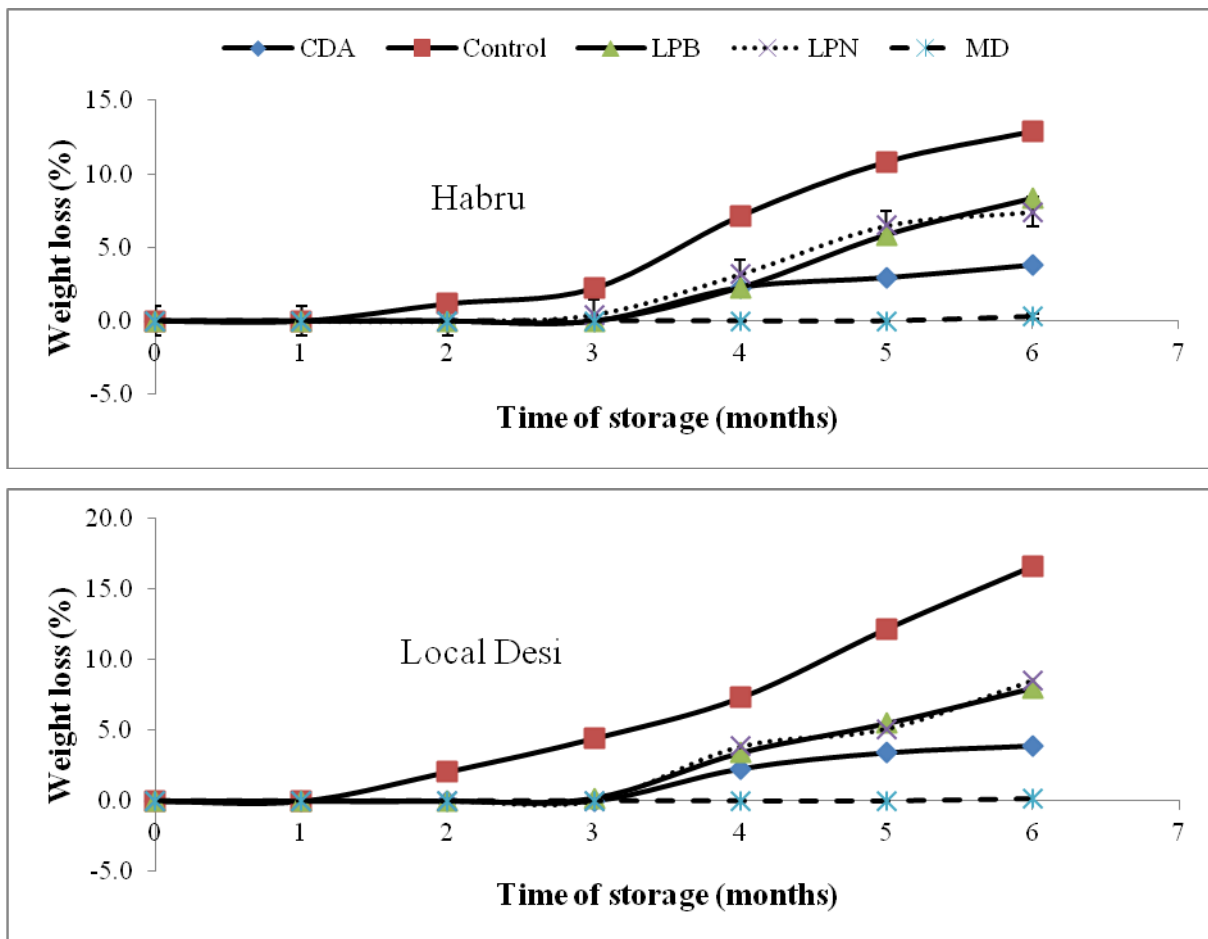 CDA Control LPB LPN MD
15.0
10.0
5.0
0.0
-5.0
Weight loss (%)
Habru
0 1 2 3 4 5 6 7
Time of storage (months)
20.0
15.0
10.0
5.0
0.0
-5.0
Weight loss (%)
Local Desi
0 1 2 3 4 5 6 7
Time of storage (months)